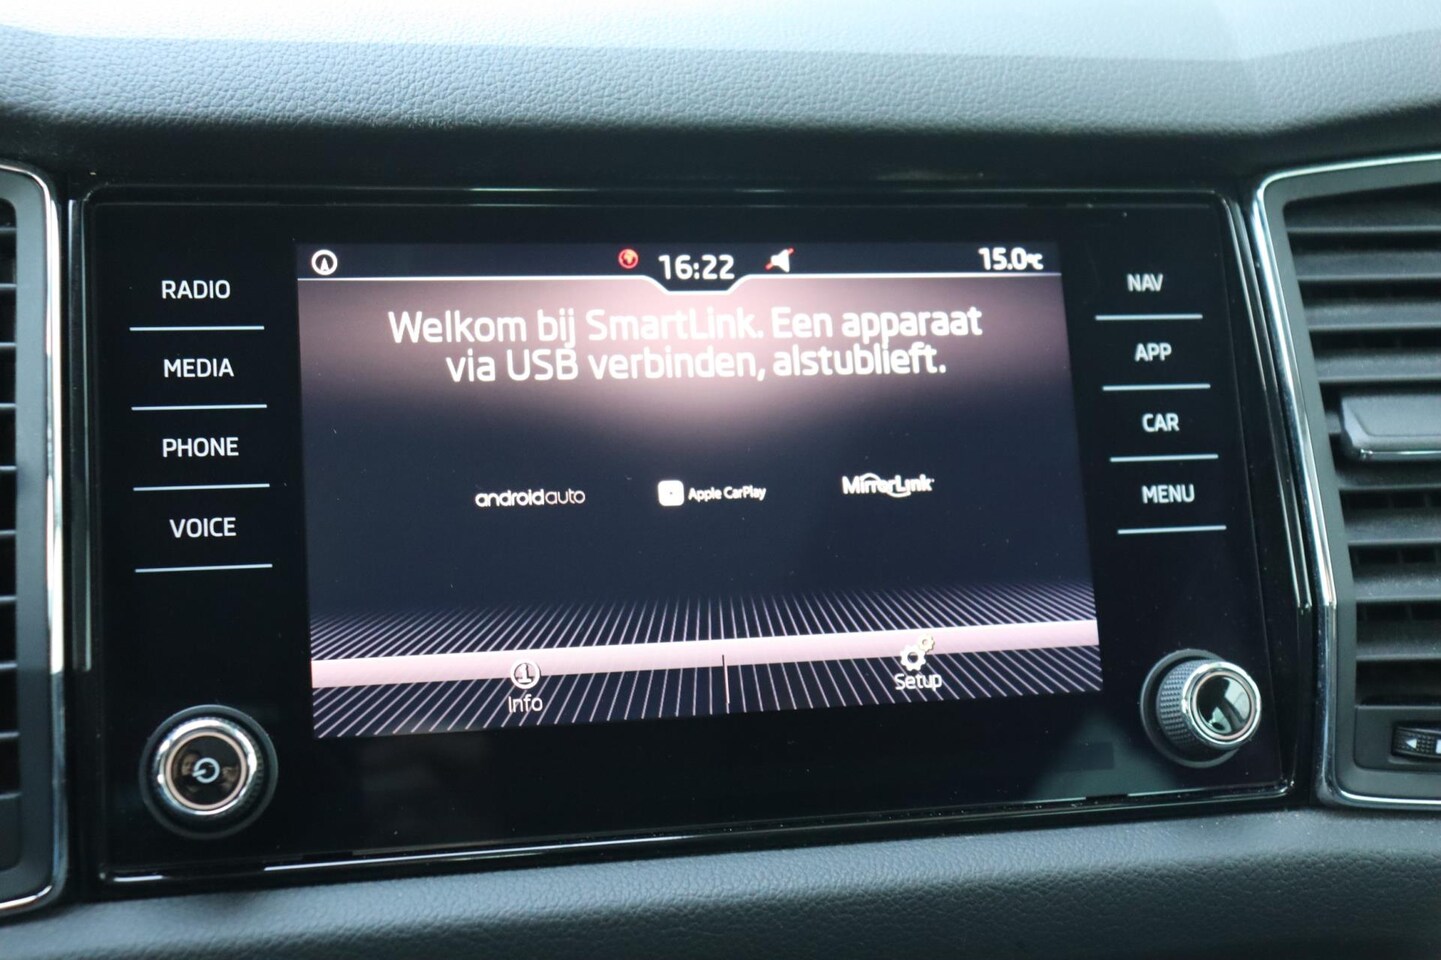 16:22
15.0°C
RADIO
MEDIA
PHONE
VOICE
Welkom bij SmartLink. Een apparaat
via USB verbinden, alstublieft.
androidauto
Apple CarPlay
MirrorLink
Info
Setup
NAV
APP
CAR
MENU